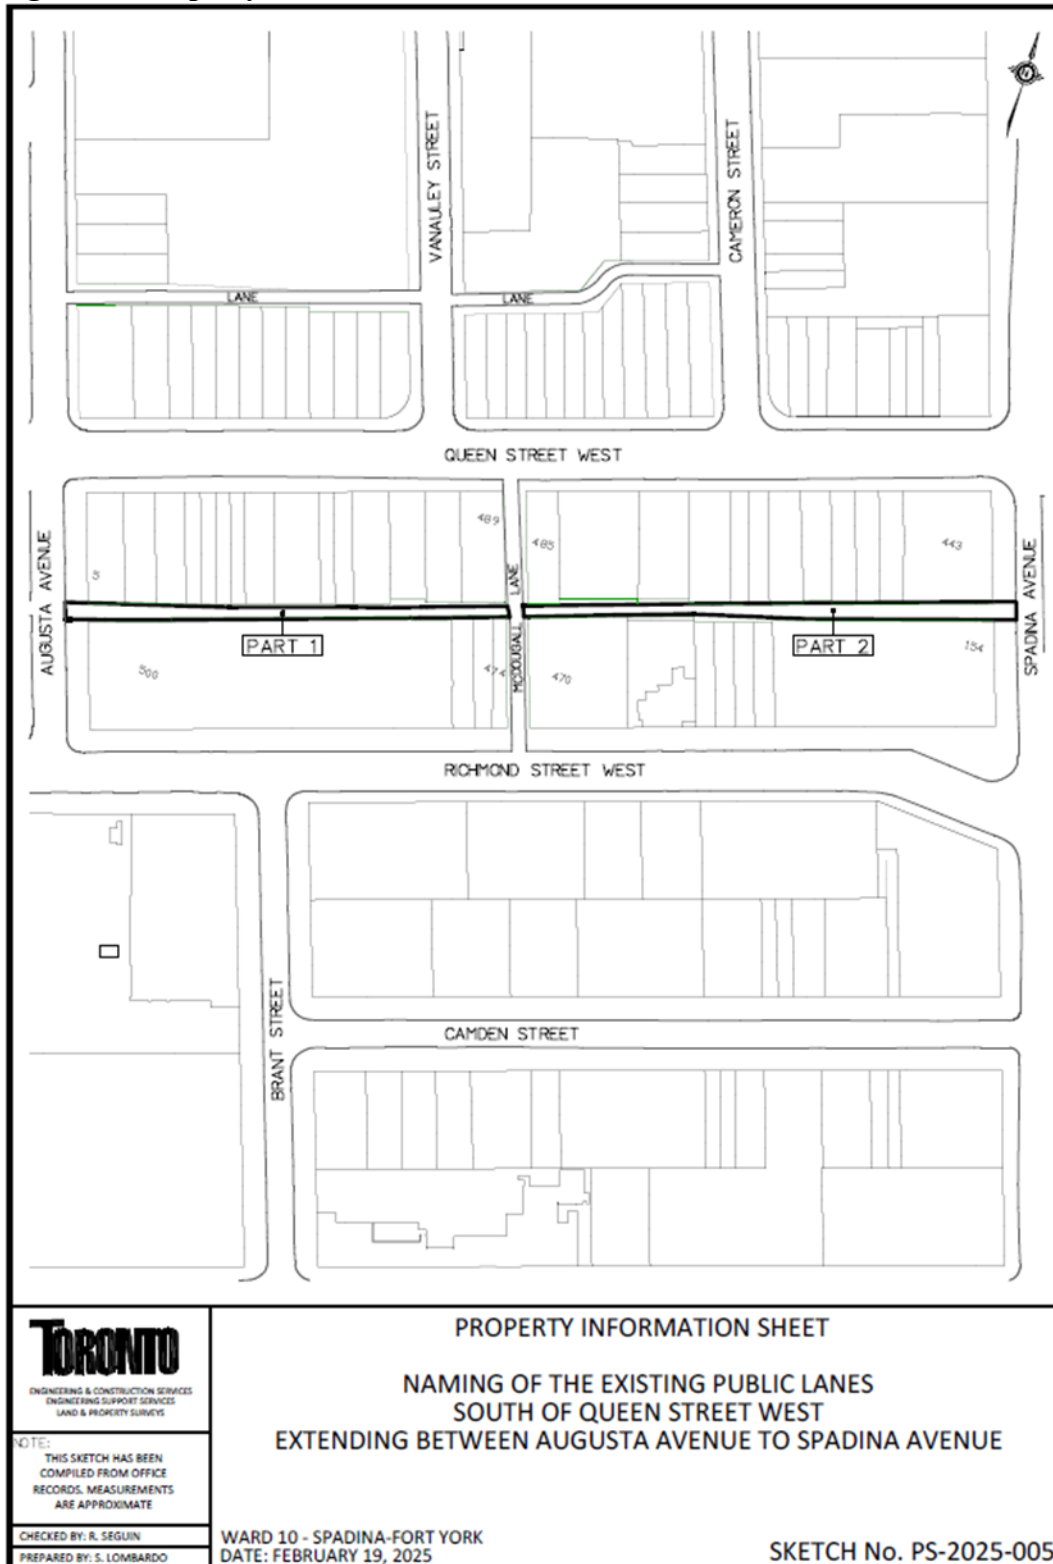 VANAULEY STREET
CAMERON STREET
LANE
LANE
QUEEN STREET WEST
489
485
443
5
LANE
MCDOUGALL
AUGUSTA AVENUE
SPADINA AVENUE
PART 1
PART 2
500
474
470
154
RICHMOND STREET WEST
BRANT STREET
CAMDEN STREET
TORONTO
ENGINEERING & CONSTRUCTION SERVICES
ENGINEERING SUPPORT SERVICES
LAND & PROPERTY SURVEYS
NOTE:
THIS SKETCH HAS BEEN
COMPILED FROM OFFICE
RECORDS. MEASUREMENTS
ARE APPROXIMATE
CHECKED BY: R. SEGUIN
PREPARED BY: S. LOMBARDO
PROPERTY INFORMATION SHEET
NAMING OF THE EXISTING PUBLIC LANES
SOUTH OF QUEEN STREET WEST
EXTENDING BETWEEN AUGUSTA AVENUE TO SPADINA AVENUE
WARD 10 - SPADINA-FORT YORK
DATE: FEBRUARY 19, 2025
SKETCH No. PS-2025-005